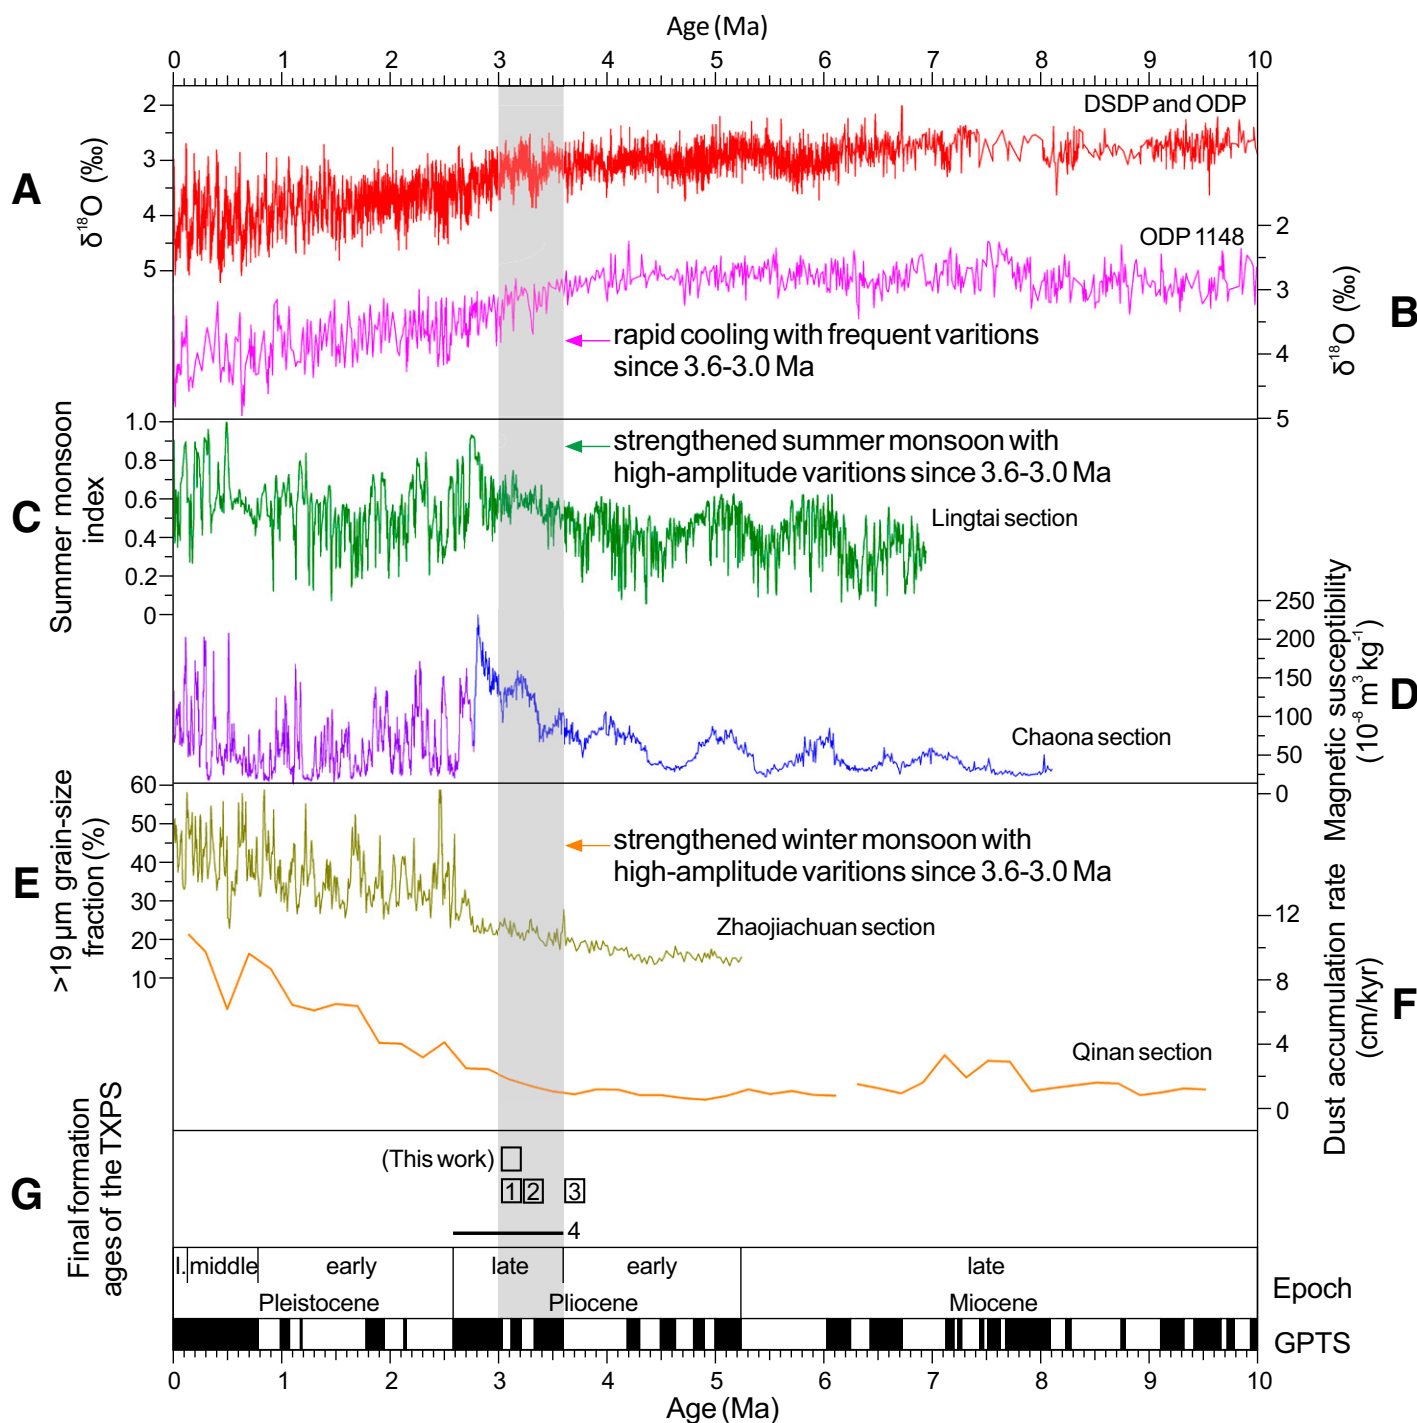 Age (Ma)
0 1 2 3 4 5 6 7 8 9 10
DSDP and ODP
A
δ¹⁸O (‰)
2
3
4
5
ODP 1148
B
δ¹⁸O (‰)
2
3
4
5
rapid cooling with frequent varitions
since 3.6-3.0 Ma
C
Summer monsoon
index
1.0
0.8
0.6
0.4
0.2
0
strengthened summer monsoon with
high-amplitude varitions since 3.6-3.0 Ma
Lingtai section
D
Magnetic susceptibility
(10⁻⁸ m³ kg⁻¹)
250
200
150
100
50
0
Chaona section
E
>19 µm grain-size
fraction (%)
60
50
40
30
20
10
strengthened winter monsoon with
high-amplitude varitions since 3.6-3.0 Ma
Zhaojiachuan section
F
Dust accumulation rate
(cm/kyr)
12
8
4
0
Qinan section
G
Final formation
ages of the TXPS
(This work)
1 2 3
4
l. middle early late early late
Pleistocene Pliocene Miocene
Epoch
GPTS
0 1 2 3 4 5 6 7 8 9 10
Age (Ma)